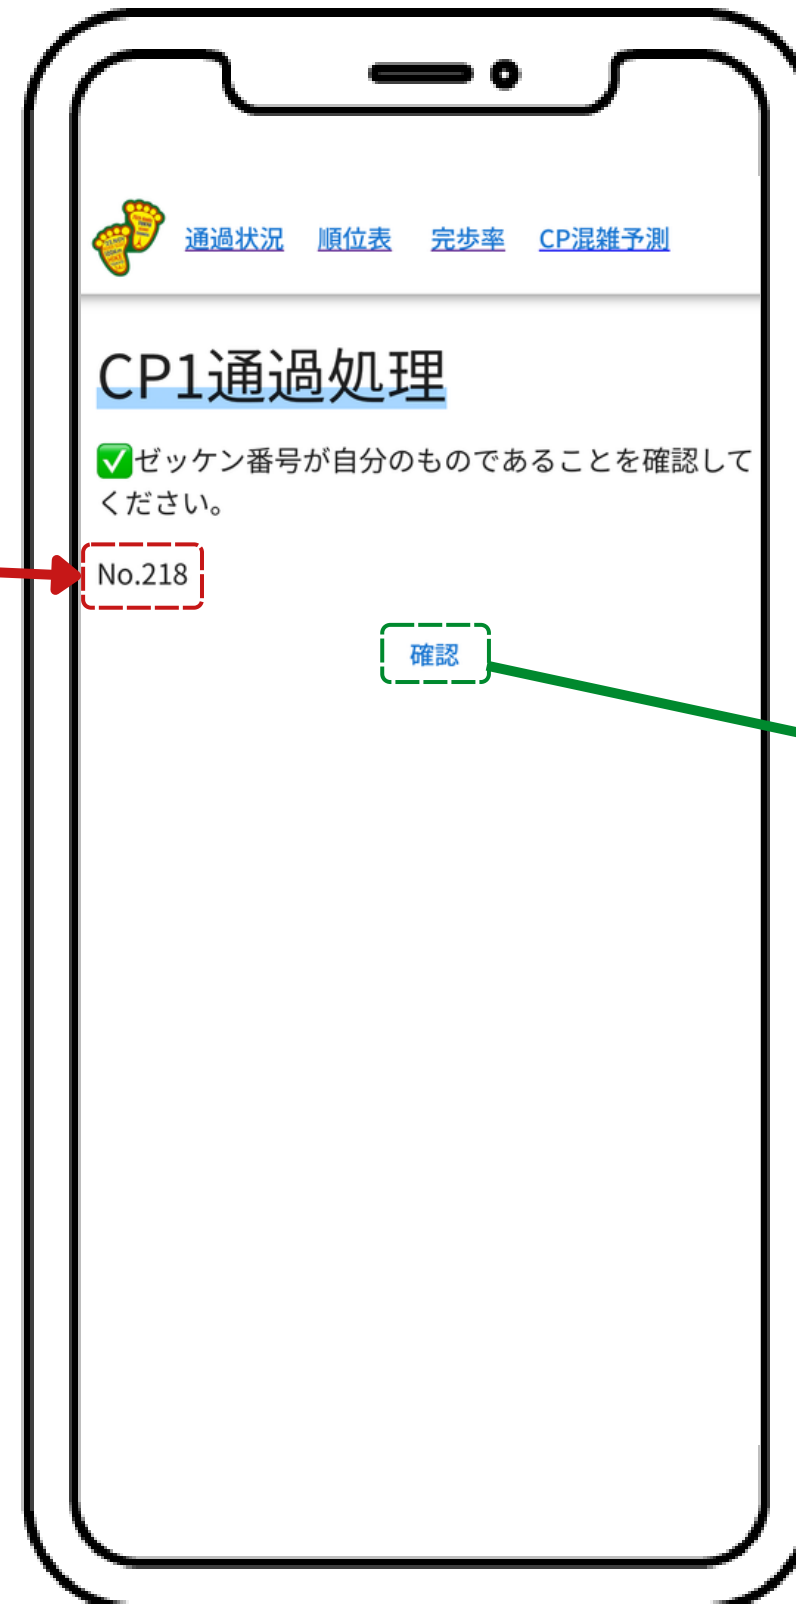 通過状況 順位表 完歩率 CP混雑予測
CP1通過処理
✅ゼッケン番号が自分のものであることを確認して
ください。
No.218
確認